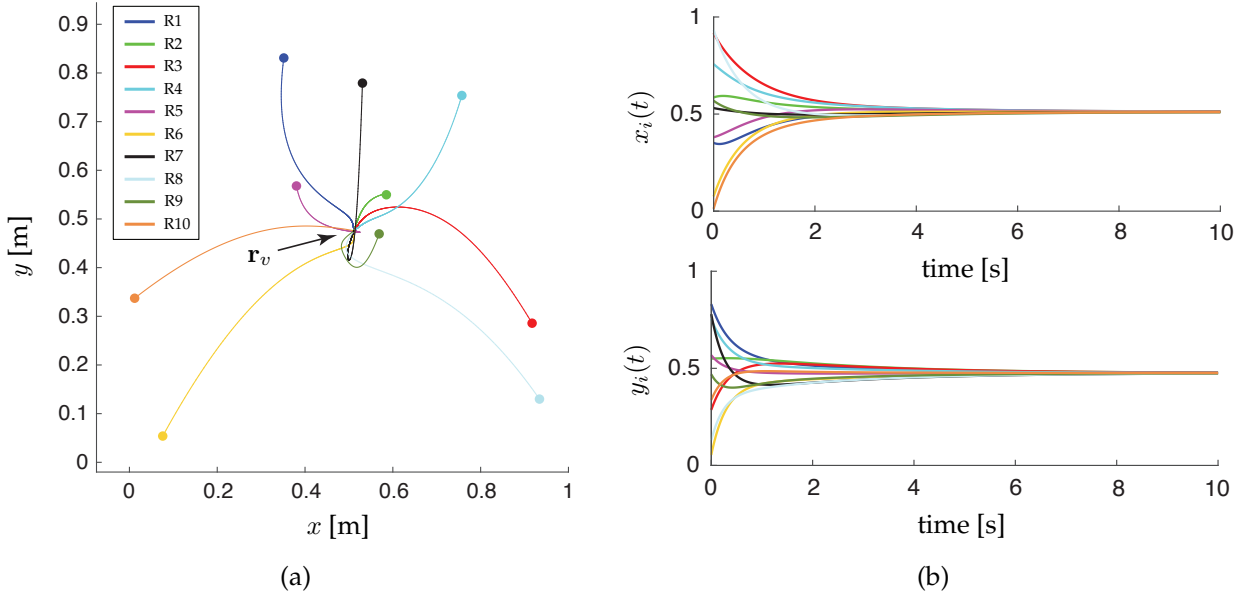 0.9
0.8
0.7
0.6
0.5
0.4
0.3
0.2
0.1
0
y [m]
R1
R2
R3
R4
R5
R6
R7
R8
R9
R10
r_v
0 0.2 0.4 0.6 0.8 1
x [m]
(a)
1
0.5
0
x_i(t)
0 2 4 6 8 10
time [s]
1
0.5
0
y_i(t)
0 2 4 6 8 10
time [s]
(b)